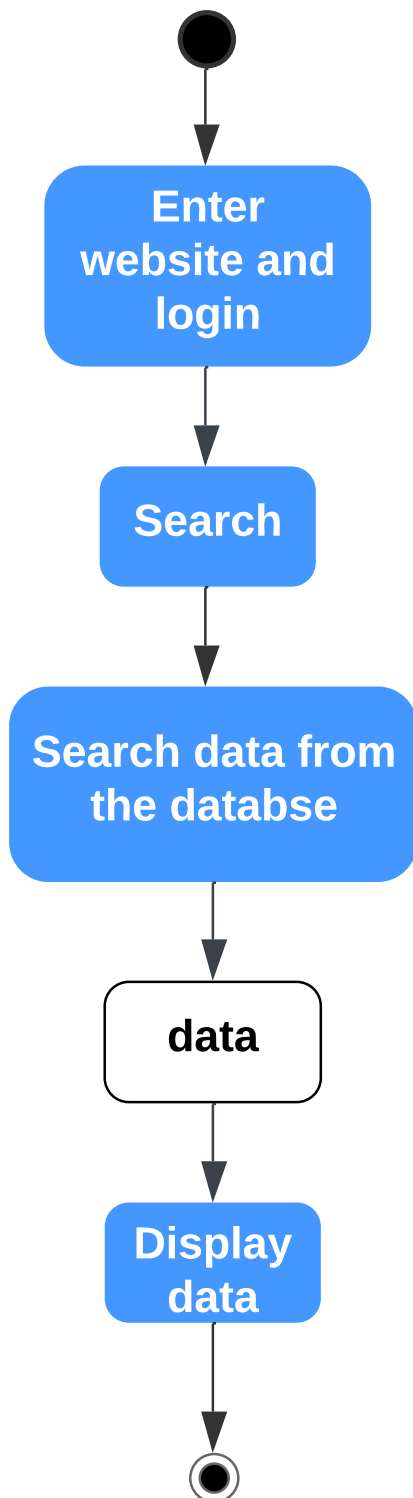 Enter
website and
login
Search
Search data from
the databse
data
Display
data